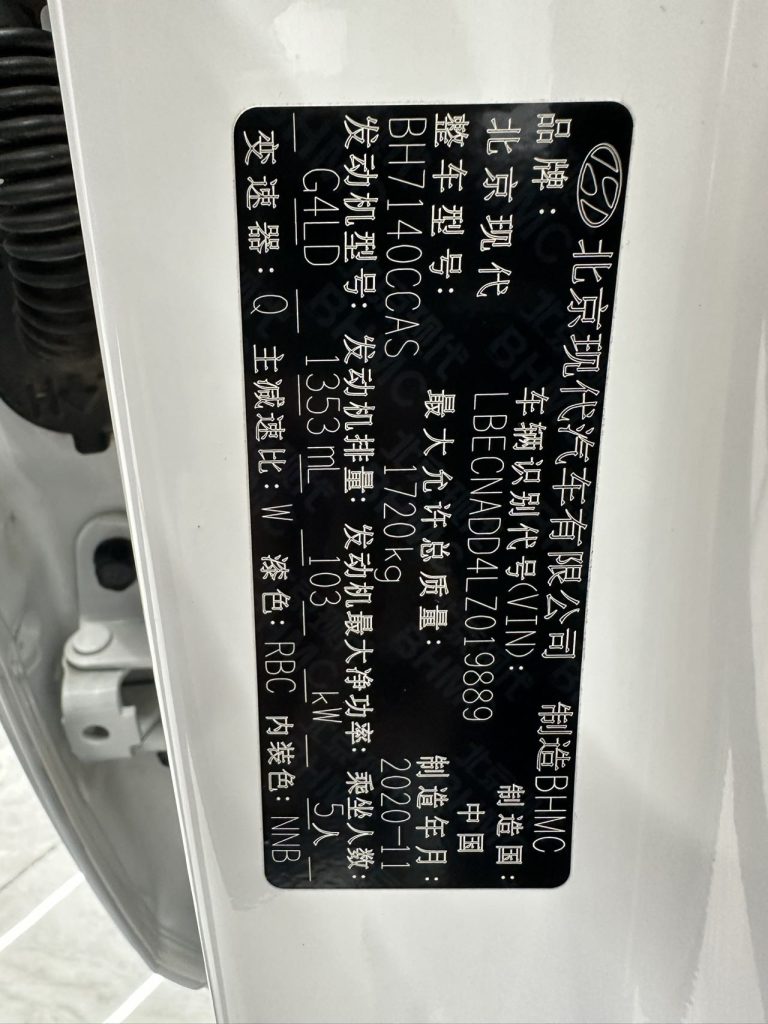 北京现代汽车有限公司 制造BHMC
品牌: 车辆识别代号(VIN): 制造国:
北京现代 LBECNADD4LZ019889 中国
整车型号: 最大允许总质量: 制造年月:
BH7140CCAS 1720kg 2020-11
发动机型号: 发动机排量: 发动机最大净功率: 乘坐人数:
G4LD 1353mL 103 kW 5人
变速器: Q 主减速比: W 漆色: RBC 内装色: NNB